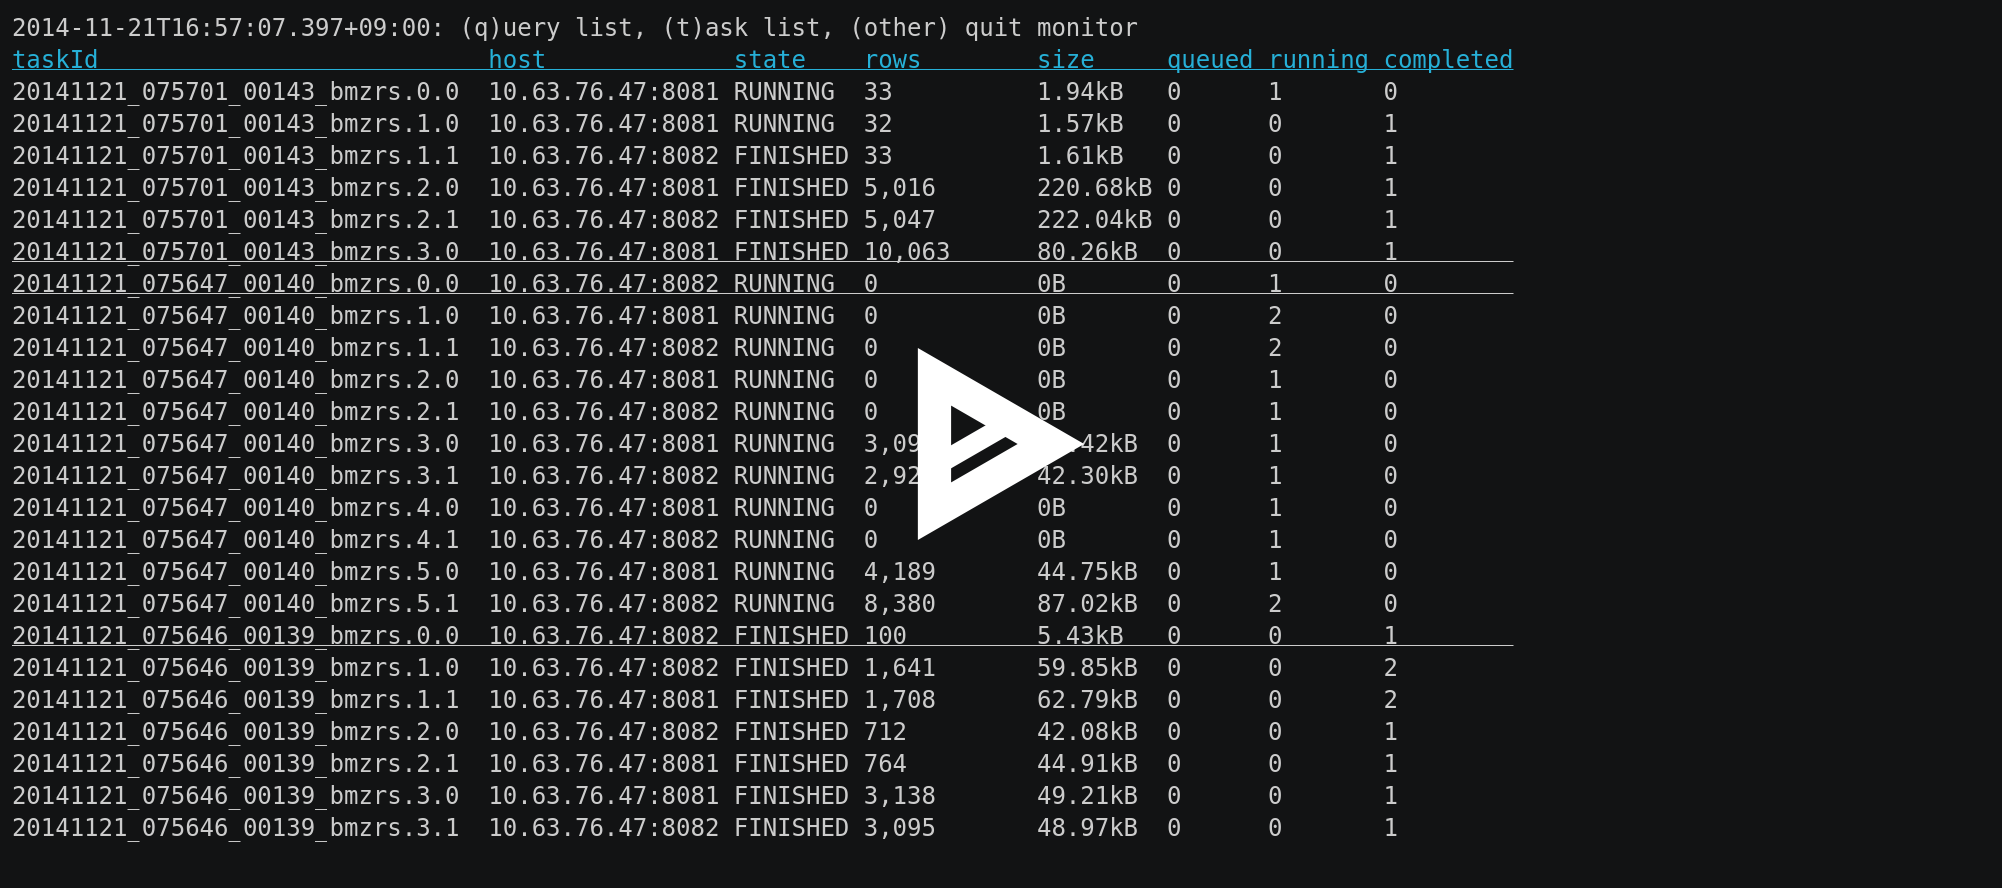 2014-11-21T16:57:07.397+09:00: (q)uery list, (t)ask list, (other) quit monitor
taskId host state rows size queued running completed
20141121_075701_00143_bmzrs.0.0 10.63.76.47:8081 RUNNING 33 1.94kB 0 1 0
20141121_075701_00143_bmzrs.1.0 10.63.76.47:8081 RUNNING 32 1.57kB 0 0 1
20141121_075701_00143_bmzrs.1.1 10.63.76.47:8082 FINISHED 33 1.61kB 0 0 1
20141121_075701_00143_bmzrs.2.0 10.63.76.47:8081 FINISHED 5,016 220.68kB 0 0 1
20141121_075701_00143_bmzrs.2.1 10.63.76.47:8082 FINISHED 5,047 222.04kB 0 0 1
20141121_075701_00143_bmzrs.3.0 10.63.76.47:8081 FINISHED 10,063 80.26kB 0 0 1
20141121_075647_00140_bmzrs.0.0 10.63.76.47:8082 RUNNING 0 0B 0 1 0
20141121_075647_00140_bmzrs.1.0 10.63.76.47:8081 RUNNING 0 0B 0 2 0
20141121_075647_00140_bmzrs.1.1 10.63.76.47:8082 RUNNING 0 0B 0 2 0
20141121_075647_00140_bmzrs.2.0 10.63.76.47:8081 RUNNING 0 0B 0 1 0
20141121_075647_00140_bmzrs.2.1 10.63.76.47:8082 RUNNING 0 0B 0 1 0
20141121_075647_00140_bmzrs.3.0 10.63.76.47:8081 RUNNING 0 1 0
20141121_075647_00140_bmzrs.3.1 10.63.76.47:8082 RUNNING 42.30kB 0 1 0
20141121_075647_00140_bmzrs.4.0 10.63.76.47:8081 RUNNING 0 0B 0 1 0
20141121_075647_00140_bmzrs.4.1 10.63.76.47:8082 RUNNING 0 0B 0 1 0
20141121_075647_00140_bmzrs.5.0 10.63.76.47:8081 RUNNING 4,189 44.75kB 0 1 0
20141121_075647_00140_bmzrs.5.1 10.63.76.47:8082 RUNNING 8,380 87.02kB 0 2 0
20141121_075646_00139_bmzrs.0.0 10.63.76.47:8082 FINISHED 100 5.43kB 0 0 1
20141121_075646_00139_bmzrs.1.0 10.63.76.47:8082 FINISHED 1,641 59.85kB 0 0 2
20141121_075646_00139_bmzrs.1.1 10.63.76.47:8081 FINISHED 1,708 62.79kB 0 0 2
20141121_075646_00139_bmzrs.2.0 10.63.76.47:8082 FINISHED 712 42.08kB 0 0 1
20141121_075646_00139_bmzrs.2.1 10.63.76.47:8081 FINISHED 764 44.91kB 0 0 1
20141121_075646_00139_bmzrs.3.0 10.63.76.47:8081 FINISHED 3,138 49.21kB 0 0 1
20141121_075646_00139_bmzrs.3.1 10.63.76.47:8082 FINISHED 3,095 48.97kB 0 0 1